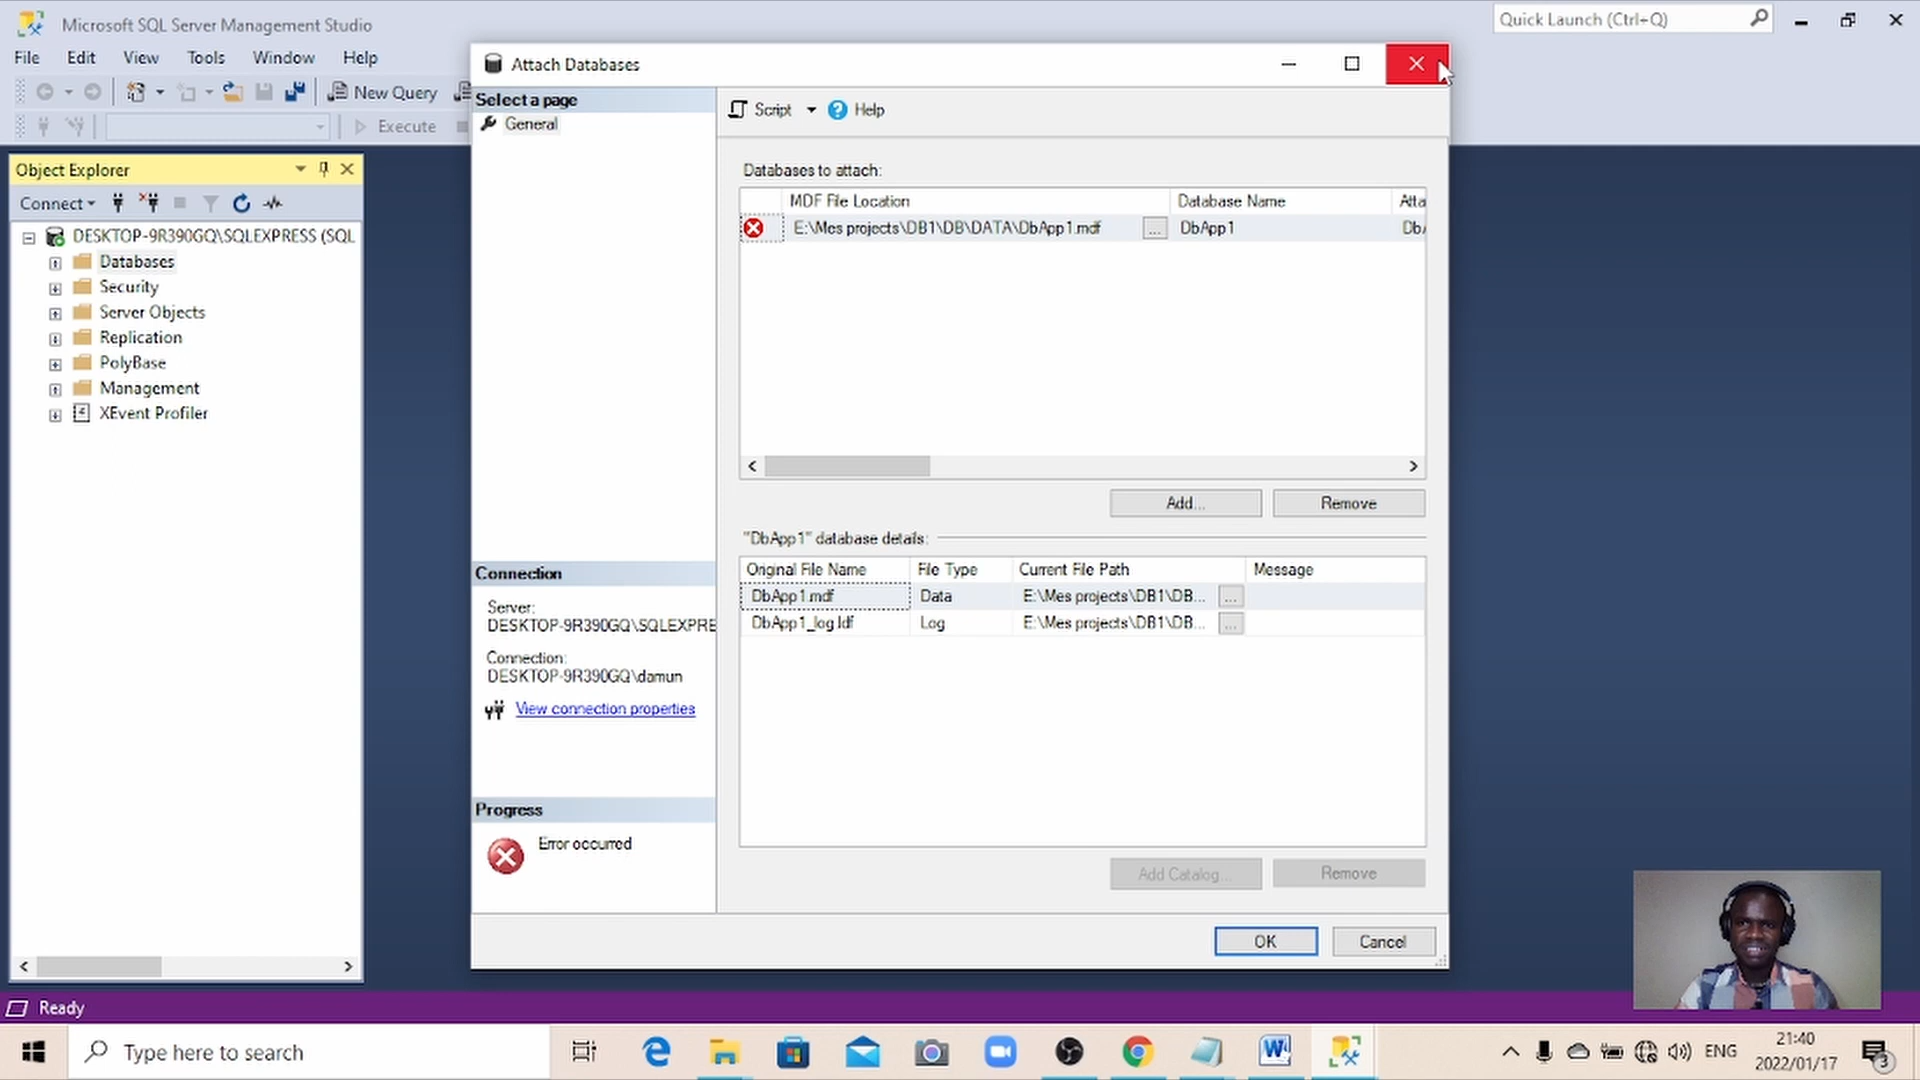 Microsoft SQL Server Management Studio
Quick Launch (Ctrl+Q)
File Edit View Tools Window Help
New Query
Execute
Object Explorer
Connect
DESKTOP-9R390GQ\SQLEXPRESS (SQL
Databases
Security
Server Objects
Replication
PolyBase
Management
XEvent Profiler
Attach Databases
Select a page
General
Script
Help
Databases to attach:
MDF File Location Database Name Atta
E:\Mes projects\DB1\DB\DATA\DbApp1.mdf ... DbApp1 DbA
Add... Remove
"DbApp1" database details:
Original File Name File Type Current File Path Message
DbApp1.mdf Data E:\Mes projects\DB1\DB... ...
DbApp1_log.ldf Log E:\Mes projects\DB1\DB... ...
Connection
Server:
DESKTOP-9R390GQ\SQLEXPRE
Connection:
DESKTOP-9R390GQ\damun
View connection properties
Progress
Error occurred
Add Catalog... Remove
OK Cancel
Ready
Type here to search
ENG
21:40
2022/01/17
3